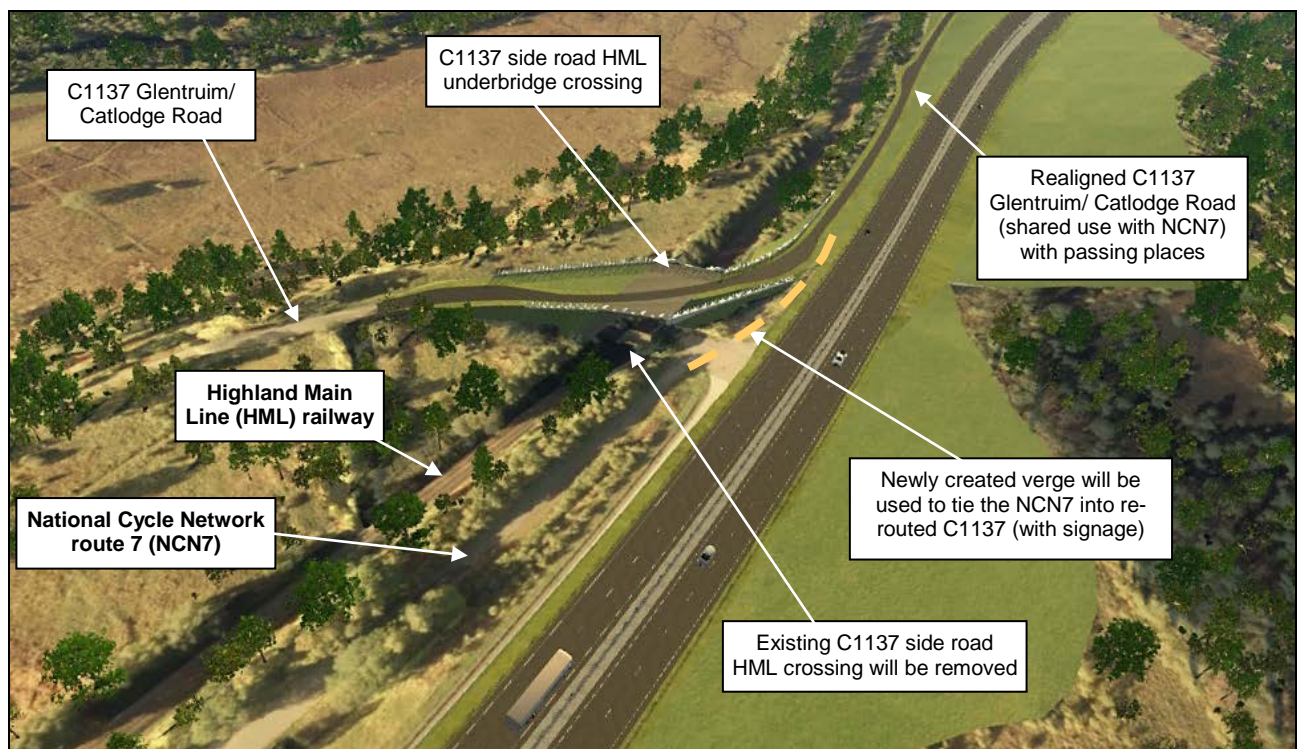 C1137 side road HML
underbridge crossing
C1137 Glentruim/
Catlodge Road
Realigned C1137
Glentruim/ Catlodge Road
(shared use with NCN7)
with passing places
Highland Main
Line (HML) railway
Newly created verge will be
used to tie the NCN7 into re-
routed C1137 (with signage)
National Cycle Network
route 7 (NCN7)
Existing C1137 side road
HML crossing will be removed